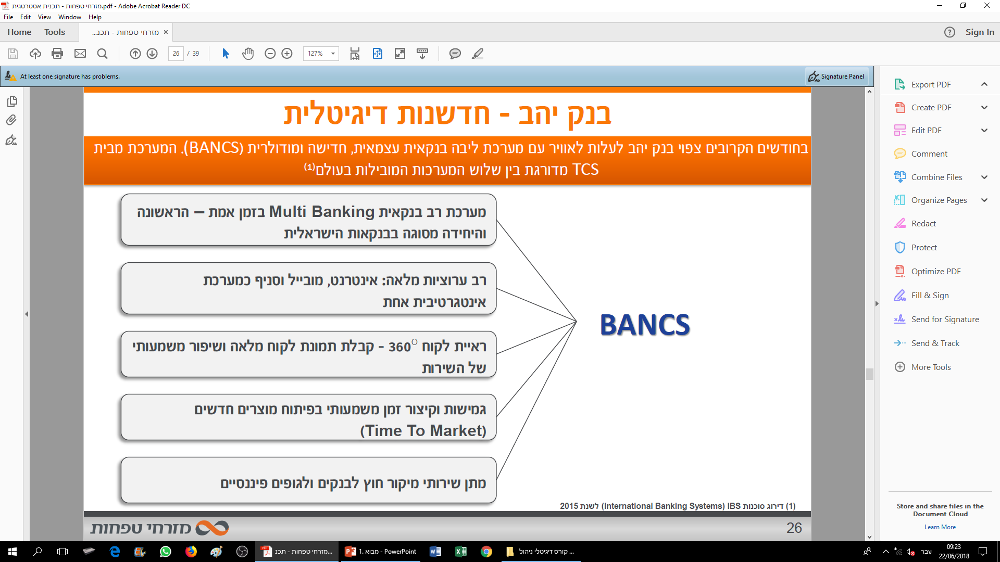 מזרחי טפחות - תכנית אסטרטגית.pdf - Adobe Acrobat Reader DC
File Edit View Window Help
Home Tools מזרחי טפחות - תכנ... × Sign In
26 / 39 127%
At least one signature has problems. Signature Panel
בנק יהב - חדשנות דיגיטלית
בחודשים הקרובים צפוי בנק יהב לעלות לאוויר עם מערכת ליבה בנקאית עצמאית, חדישה ומודולרית (BANCS). המערכת מבית
TCS מדורגת בין שלוש המערכות המובילות בעולם(1)
מערכת רב בנקאית Multi Banking בזמן אמת – הראשונה
והיחידה מסוגה בבנקאות הישראלית
רב ערוציות מלאה: אינטרנט, מובייל וסניף כמערכת
אינטגרטיבית אחת
ראיית לקוח 360O - קבלת תמונת לקוח מלאה ושיפור משמעותי
של השירות
גמישות וקיצור זמן משמעותי בפיתוח מוצרים חדשים
(Time To Market)
מתן שירותי מיקור חוץ לבנקים ולגופים פיננסיים
BANCS
(1) דירוג סוכנות IBS (International Banking Systems) לשנת 2015
מזרחי טפחות
26
Export PDF
Create PDF
Edit PDF
Comment
Combine Files
Organize Pages
Redact
Protect
Optimize PDF
Fill & Sign
Send for Signature
Send & Track
More Tools
Store and share files in the
Document Cloud
Learn More
מזרחי טפחות - תכנ...
1. מבוא - PowerPoint
קורס דיגיטלי ניהול ...
עבר
09:23
22/06/2018